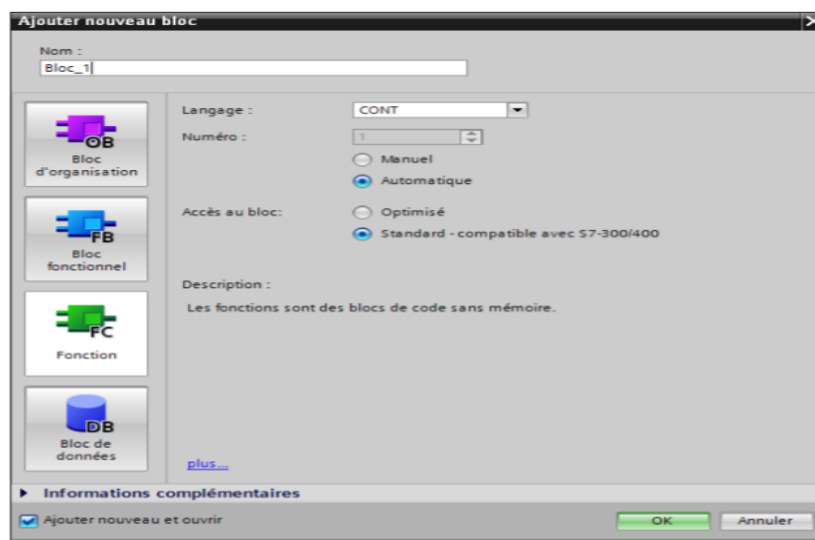 Ajouter nouveau bloc
Nom :
Bloc_1
OB
Bloc
d'organisation
FB
Bloc
fonctionnel
FC
Fonction
DB
Bloc de
données
Langage :
CONT
Numéro :
1
Manuel
Automatique
Accès au bloc:
Optimisé
Standard - compatible avec S7-300/400
Description :
Les fonctions sont des blocs de code sans mémoire.
plus...
Informations complémentaires
Ajouter nouveau et ouvrir
OK
Annuler